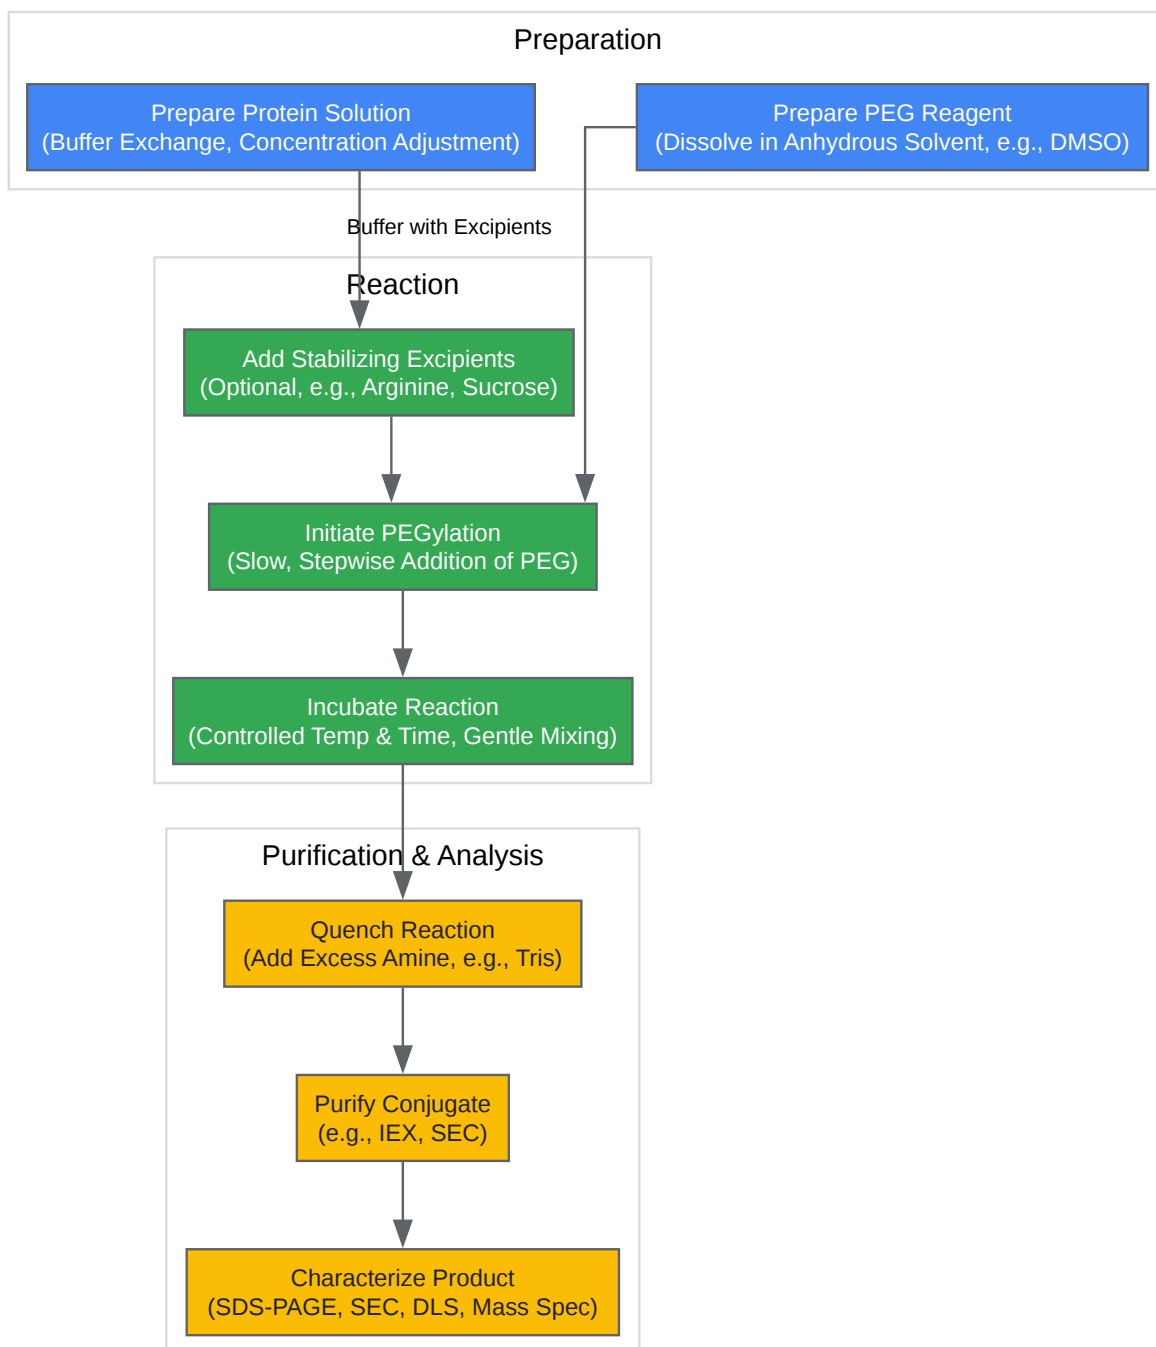 Preparation
Prepare Protein Solution
(Buffer Exchange, Concentration Adjustment)
Prepare PEG Reagent
(Dissolve in Anhydrous Solvent, e.g., DMSO)
Buffer with Excipients
Reaction
Add Stabilizing Excipients
(Optional, e.g., Arginine, Sucrose)
Initiate PEGylation
(Slow, Stepwise Addition of PEG)
Incubate Reaction
(Controlled Temp & Time, Gentle Mixing)
Purification & Analysis
Quench Reaction
(Add Excess Amine, e.g., Tris)
Purify Conjugate
(e.g., IEX, SEC)
Characterize Product
(SDS-PAGE, SEC, DLS, Mass Spec)